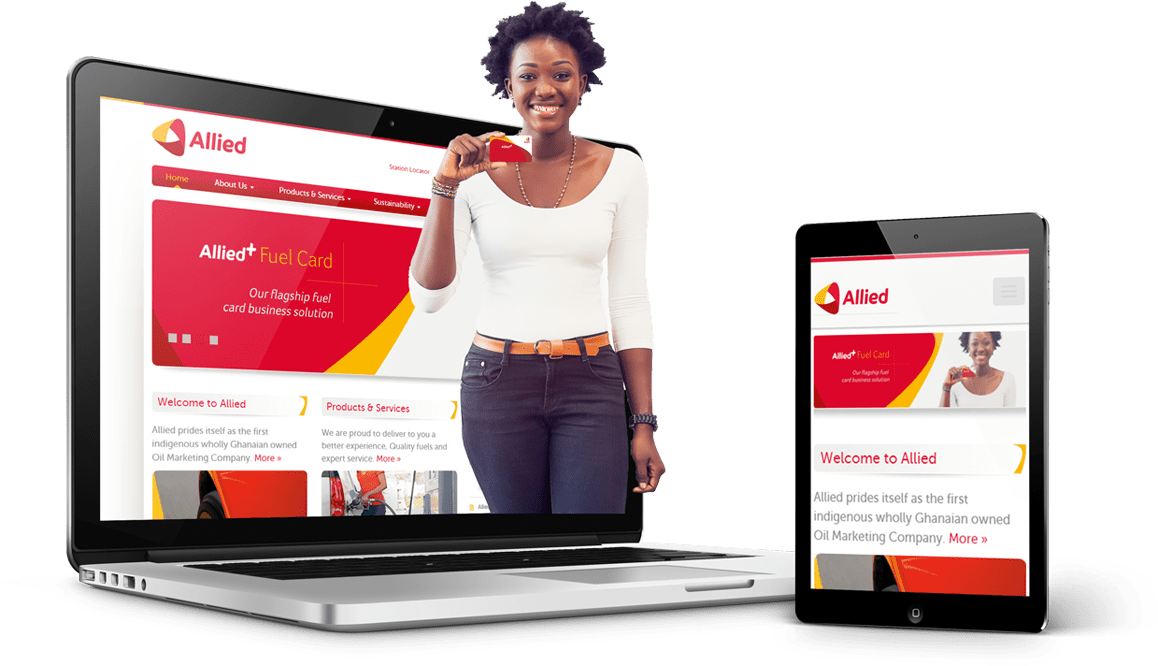 Allied
Station Locator
Home
About Us
Products & Services
Sustainability
Allied+ Fuel Card
Our flagship fuel
card business solution
Welcome to Allied
Allied prides itself as the first
indigenous wholly Ghanaian owned
Oil Marketing Company. More »
Products & Services
We are proud to deliver to you a
better experience, Quality fuels and
expert service. More »
Allied+
Allied
Allied+ Fuel Card
Our flagship fuel
card business solution
Welcome to Allied
Allied prides itself as the first
indigenous wholly Ghanaian owned
Oil Marketing Company. More »